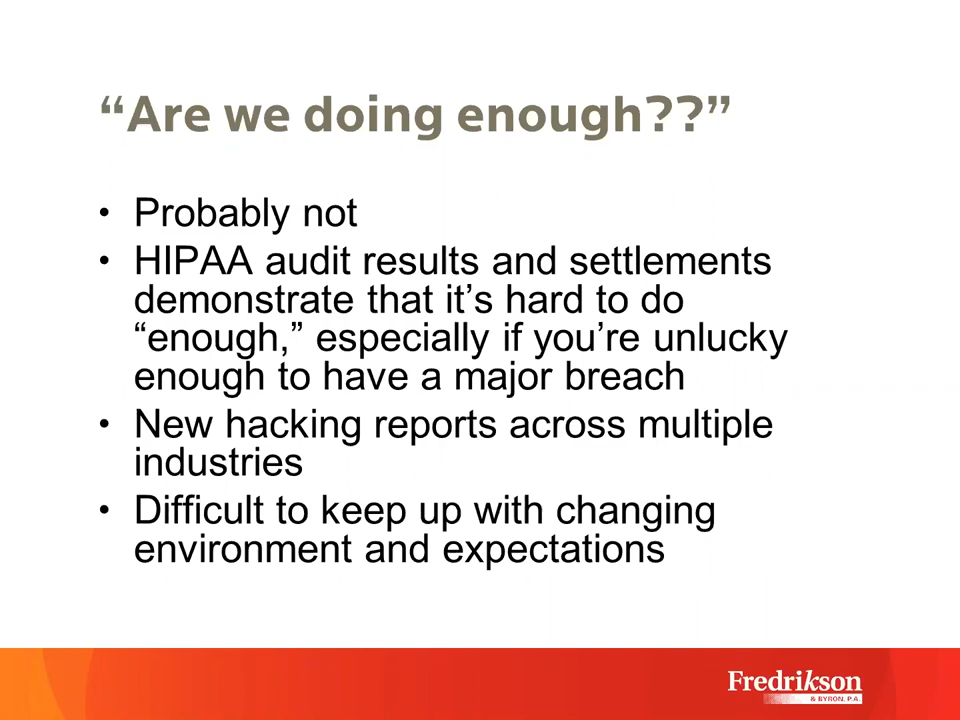 “Are we doing enough??”
• Probably not
• HIPAA audit results and settlements
demonstrate that it’s hard to do
“enough,” especially if you’re unlucky
enough to have a major breach
• New hacking reports across multiple
industries
• Difficult to keep up with changing
environment and expectations
Fredrikson
& BYRON, P.A.